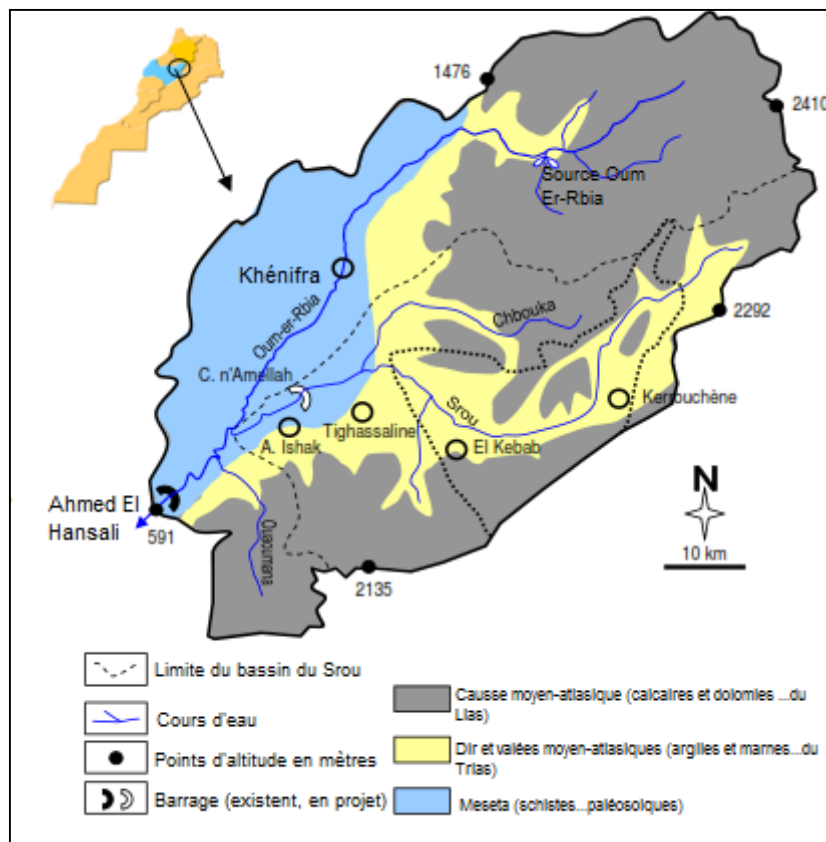 1476
2410
Source Oum
Er-Rbia
Khénifra
Oum-er-Rbia
Chbouka
2292
C. n'Amellah
Srou
Kerrouchène
Tighassaline
A. Ishak
El Kebab
Ahmed El
Hansali
591
Ouaoumana
2135
N
10 km
Limite du bassin du Srou
Cours d'eau
Points d'altitude en mètres
Barrage (existent, en projet)
Causse moyen-atlasique (calcaires et dolomies ...du
Lias)
Dir et valées moyen-atlasiques (argiles et marnes...du
Trias)
Meseta (schistes...paléosoïques)